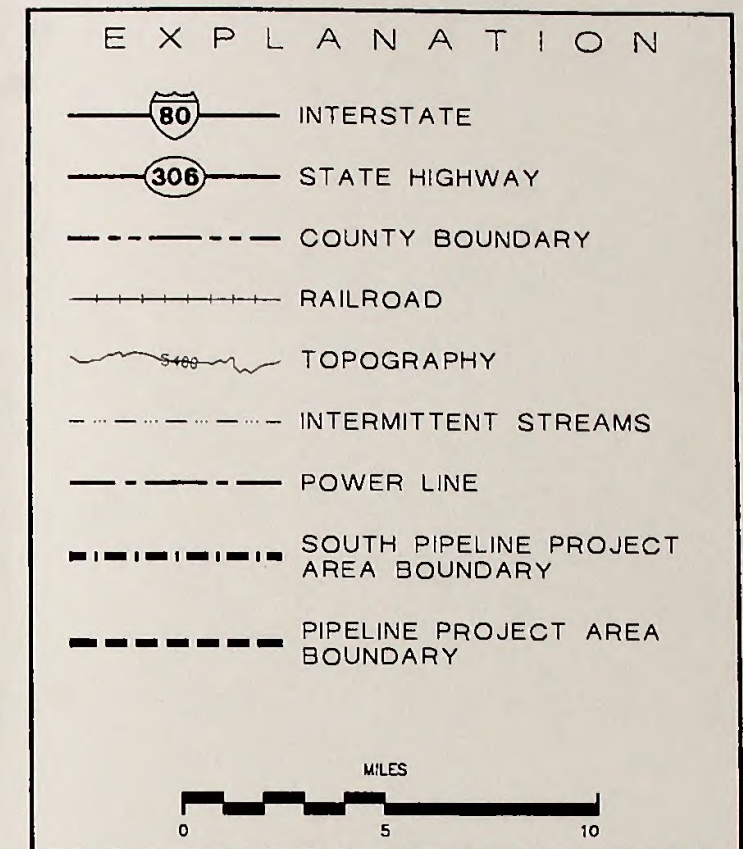 EXPLANATION
80 INTERSTATE
306 STATE HIGHWAY
COUNTY BOUNDARY
RAILROAD
5400 TOPOGRAPHY
INTERMITTENT STREAMS
POWER LINE
SOUTH PIPELINE PROJECT
AREA BOUNDARY
PIPELINE PROJECT AREA
BOUNDARY
MILES
0 5 10